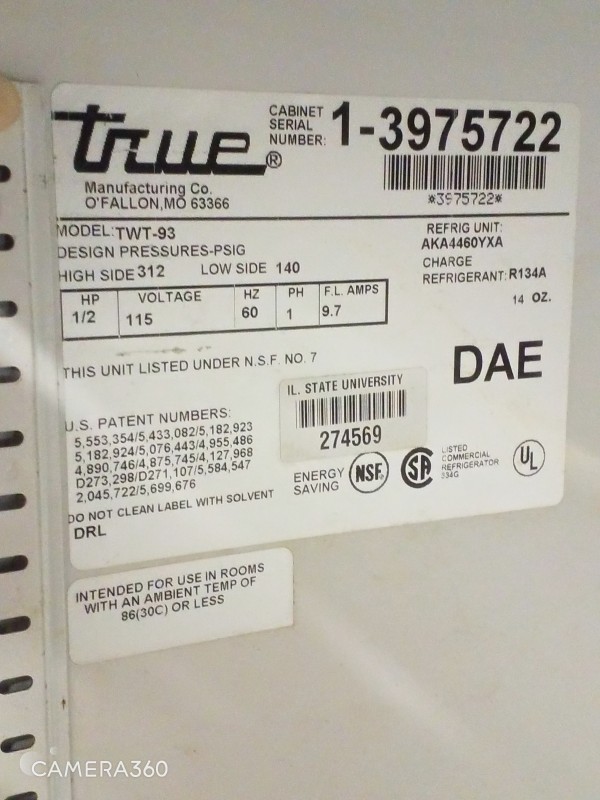 true®
Manufacturing Co.
O'FALLON,MO 63366
CABINET
SERIAL
NUMBER: 1-3975722
*3975722*
MODEL: TWT-93
DESIGN PRESSURES-PSIG
HIGH SIDE 312 LOW SIDE 140
REFRIG UNIT:
AKA4460YXA
CHARGE
REFRIGERANT: R134A
14 OZ.
HP VOLTAGE HZ PH F.L. AMPS
1/2 115 60 1 9.7
THIS UNIT LISTED UNDER N.S.F. NO. 7
DAE
IL. STATE UNIVERSITY
274569
U.S. PATENT NUMBERS:
5,553,354/5,433,082/5,182,923
5,182,924/5,076,443/4,955,486
4,890,746/4,875,745/4,127,968
D273,298/D271,107/5,584,547
2,045,722/5,699,676
ENERGY
SAVING
NSF®
SA
LISTED
COMMERCIAL
REFRIGERATOR
334G
UL
DO NOT CLEAN LABEL WITH SOLVENT
DRL
INTENDED FOR USE IN ROOMS
WITH AN AMBIENT TEMP OF
86(30C) OR LESS
CAMERA360